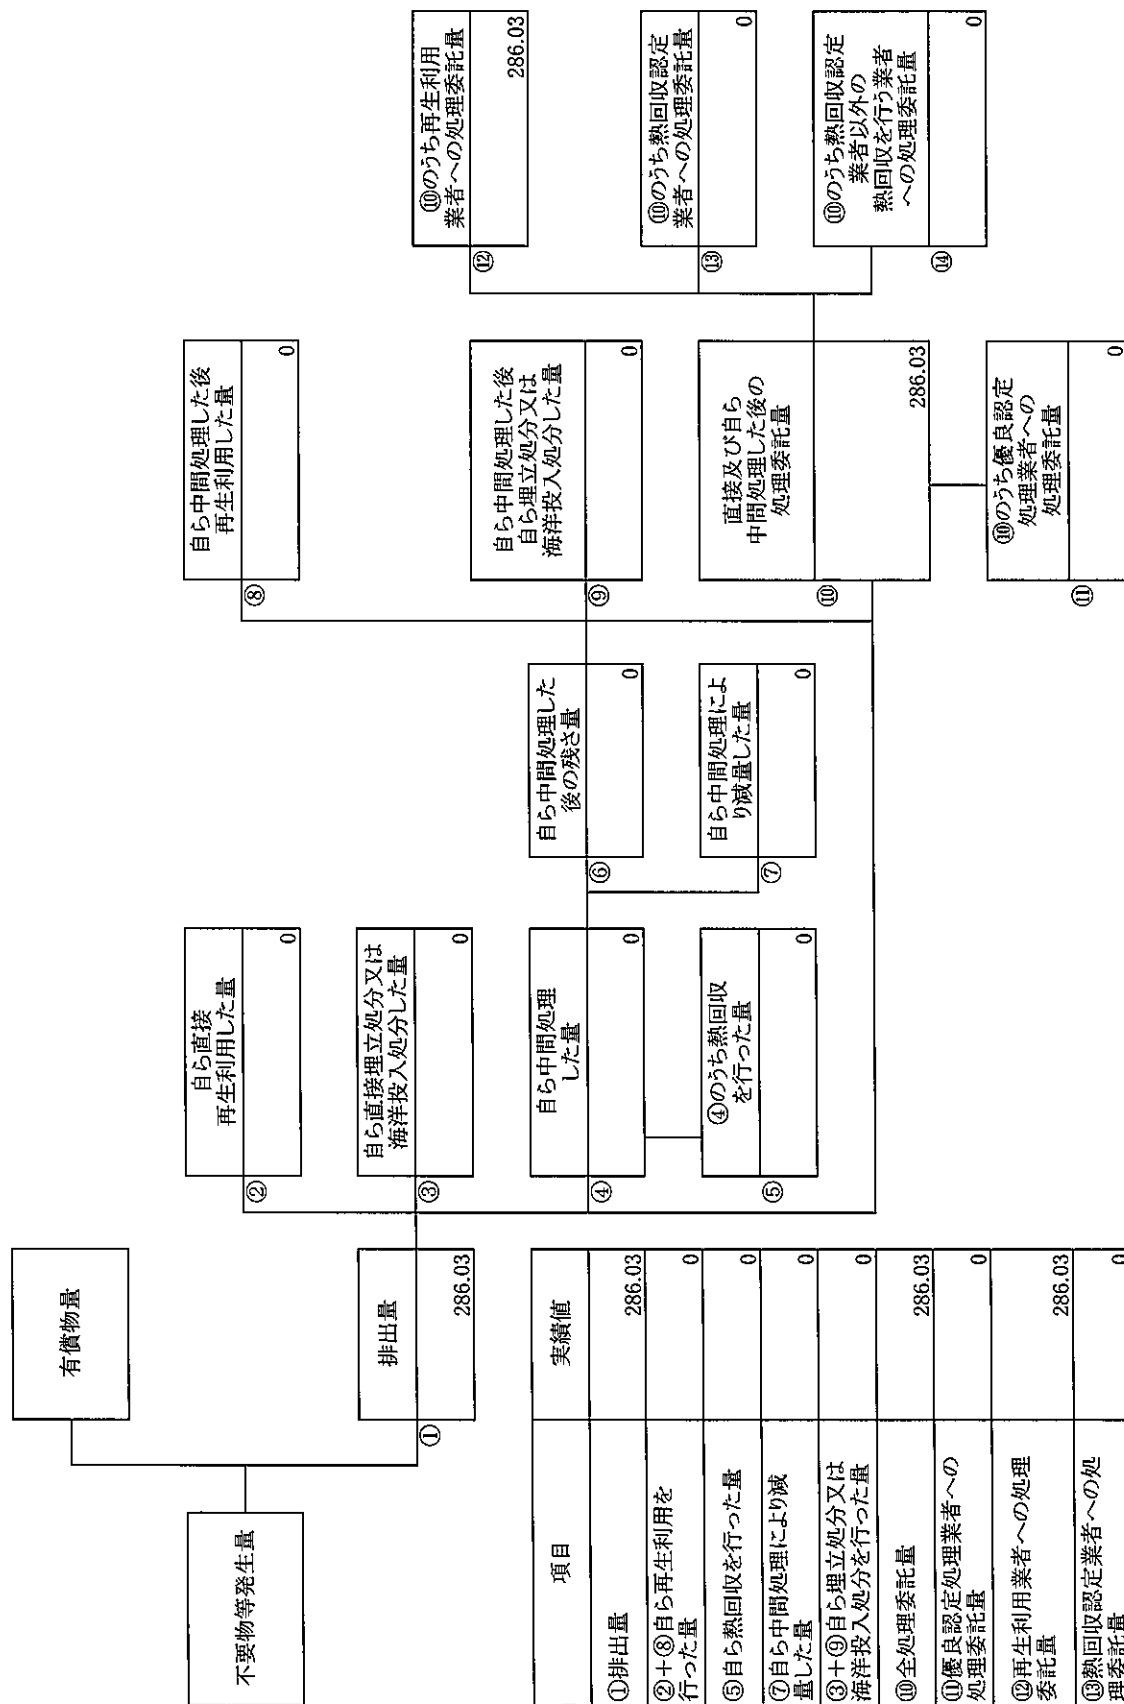 不要物等発生量
有償物量
排出量
①
286.03
②
自ら直接
再生利用した量
0
③
自ら直接埋立処分又は
海洋投入処分した量
0
④
自ら中間処理
した量
0
⑤
④のうち熱回収
を行った量
0
⑥
自ら中間処理した
後の残さ量
0
⑦
自ら中間処理によ
り減量した量
0
⑧
自ら中間処理した後
再生利用した量
0
⑨
自ら中間処理した後
自ら埋立処分又は
海洋投入処分した量
0
⑩
直接及び自ら
中間処理した後の
処理委託量
286.03
⑪
⑩のうち優良認定
処理業者への
処理委託量
0
⑫
⑩のうち再生利用
業者への処理委託量
286.03
⑬
⑩のうち熱回収認定
業者への処理委託量
0
⑭
⑩のうち熱回収認定
業者以外の
熱回収を行う業者
への処理委託量
0
項目 実績値
①排出量 286.03
②+⑧自ら再生利用を
行った量 0
⑤自ら熱回収を行った量 0
⑦自ら中間処理により減
量した量 0
③+⑨自ら埋立処分又は
海洋投入処分を行った量 0
⑩全処理委託量 286.03
⑪優良認定処理業者への
処理委託量 0
⑫再生利用業者への処理
委託量 286.03
⑬熱回収認定業者への処
理委託量 0